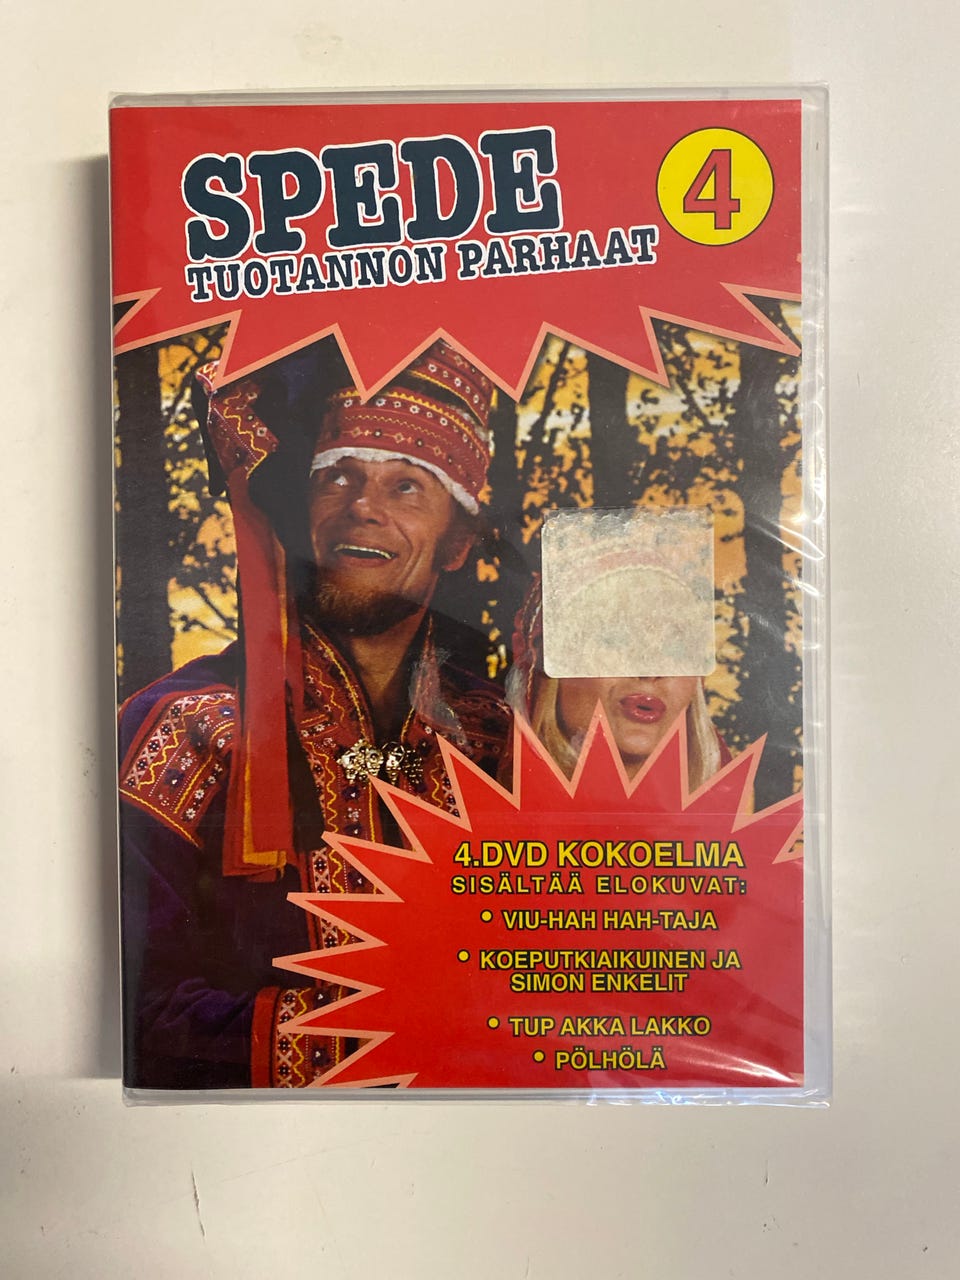 SPEDE
4
TUOTANNON PARHAAT
4.DVD KOKOELMA
SISÄLTÄÄ ELOKUVAT:
• VIU-HAH HAH-TAJA
• KOEPUTKIAIKUINEN JA
SIMON ENKELIT
• TUP AKKA LAKKO
• PÖLHÖLÄ